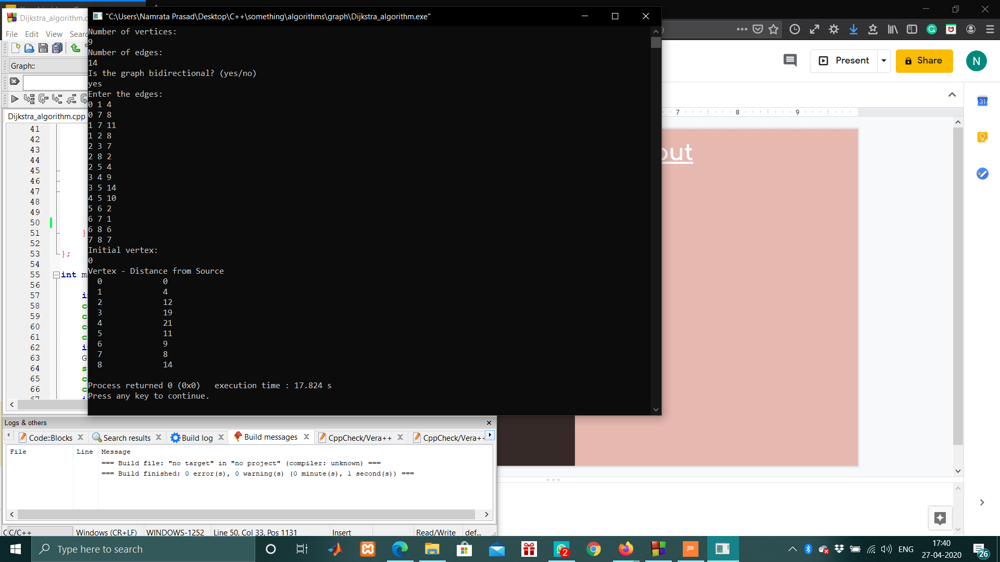 Dijkstra_algorithm.c
File Edit View Searc
Graph::
Dijkstra_algorithm.cpp
41
42
43
44
45
46
47
48
49
50
51 }
52
53 };
54
55 int m
56
57 i
58 c
59 c
60 c
61 c
62 i
63 G
64 s
65 c
66 c
67
"C:\Users\Namrata Prasad\Desktop\C++\something\algorithms\graph\Dijkstra_algorithm.exe"
Number of vertices:
9
Number of edges:
14
Is the graph bidirectional? (yes/no)
yes
Enter the edges:
0 1 4
0 7 8
1 7 11
1 2 8
2 3 7
2 8 2
2 5 4
3 4 9
3 5 14
4 5 10
5 6 2
6 7 1
6 8 6
7 8 7
Initial vertex:
0
Vertex - Distance from Source
0 0
1 4
2 12
3 19
4 21
5 11
6 9
7 8
8 14
Process returned 0 (0x0) execution time : 17.824 s
Press any key to continue.
Present
Share
N
7 8 9
out
31
Logs & others
Code::Blocks Search results Build log Build messages CppCheck/Vera++ CppCheck/Vera++
File Line Message
=== Build file: "no target" in "no project" (compiler: unknown) ===
=== Build finished: 0 error(s), 0 warning(s) (0 minute(s), 1 second(s)) ===
C/C++ Windows (CR+LF) WINDOWS-1252 Line 50, Col 33, Pos 1131 Insert Read/Write def...
Type here to search
2
ENG
17:40
27-04-2020
26